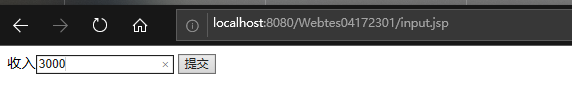 localhost:8080/Webtes04172301/input.jsp
收入 3000 提交